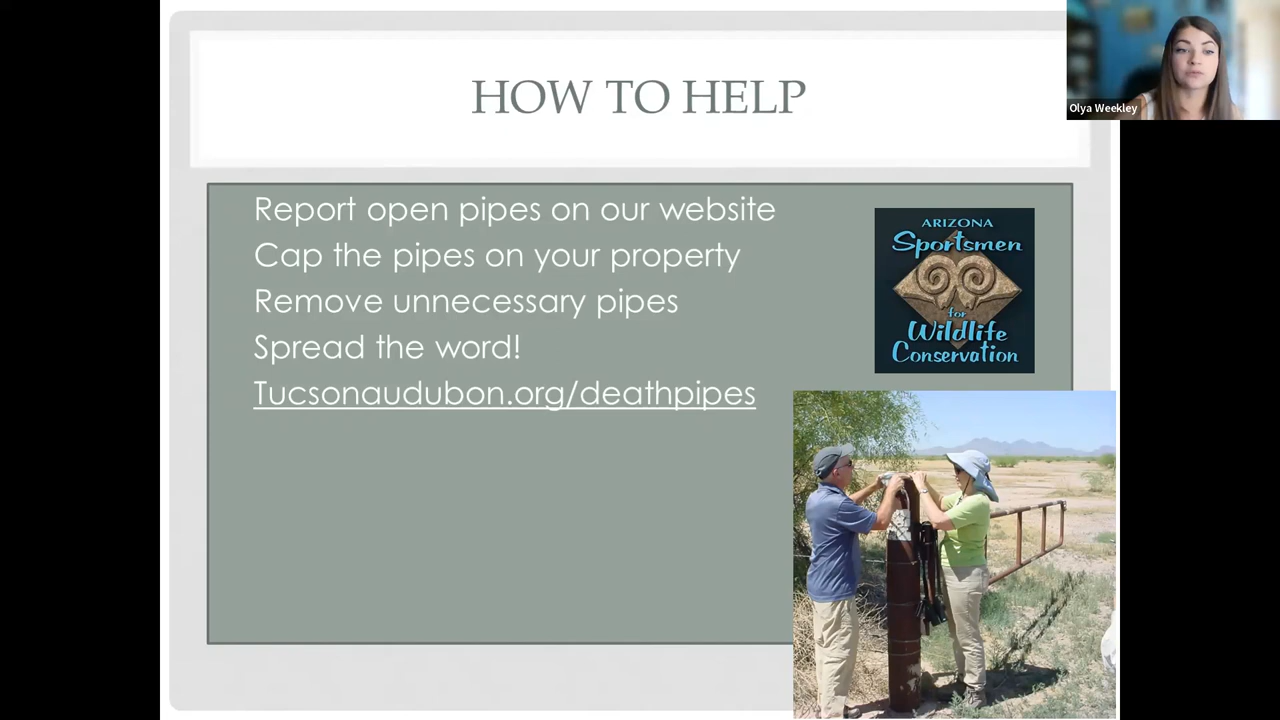 HOW TO HELP
Olya Weekley
Report open pipes on our website
Cap the pipes on your property
Remove unnecessary pipes
Spread the word!
Tucsonaudubon.org/deathpipes
ARIZONA
Sportsmen
for
Wildlife
Conservation